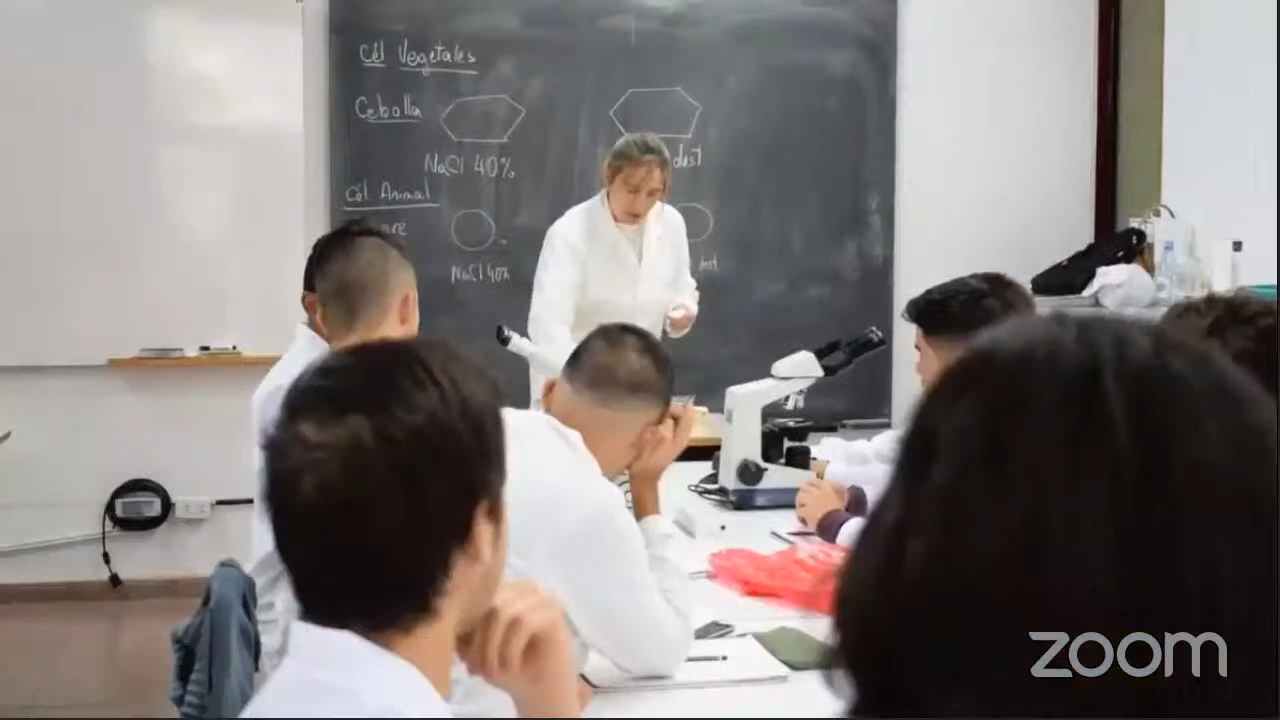 Cél Vegetales
Cebolla
NaCl 40%
dest
Cél Animal
NaCl 40%
dest
zoom